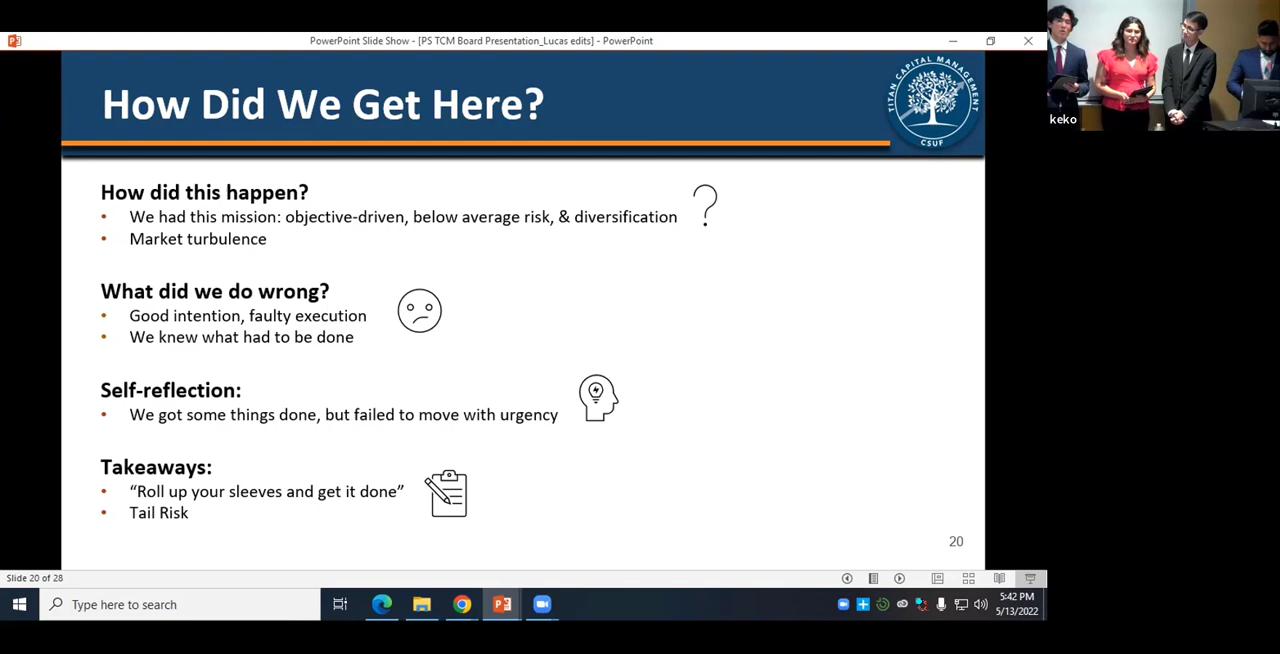 PowerPoint Slide Show - [PS TCM Board Presentation_Lucas edits] - PowerPoint
How Did We Get Here?
TITAN CAPITAL MANAGEMENT
CSUF
keko
How did this happen?
• We had this mission: objective-driven, below average risk, & diversification
• Market turbulence
What did we do wrong?
• Good intention, faulty execution
• We knew what had to be done
Self-reflection:
• We got some things done, but failed to move with urgency
Takeaways:
• “Roll up your sleeves and get it done”
• Tail Risk
20
Slide 20 of 28
Type here to search
5:42 PM
5/13/2022